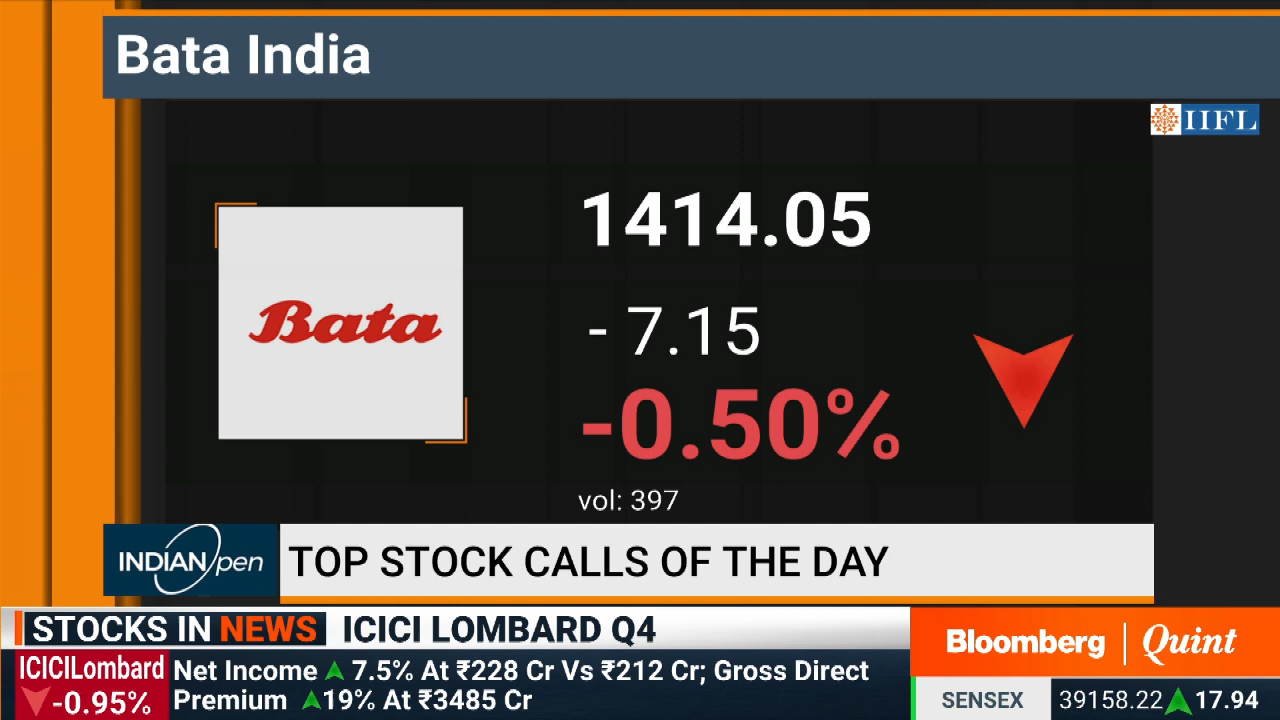 Bata India
IIFL
Bata
1414.05
- 7.15
-0.50%
vol: 397
INDIAN pen
TOP STOCK CALLS OF THE DAY
STOCKS IN NEWS ICICI LOMBARD Q4
ICICILombard
-0.95%
Net Income ▲ 7.5% At ₹228 Cr Vs ₹212 Cr; Gross Direct
Premium ▲19% At ₹3485 Cr
Bloomberg | Quint
SENSEX 39158.22 ▲ 17.94